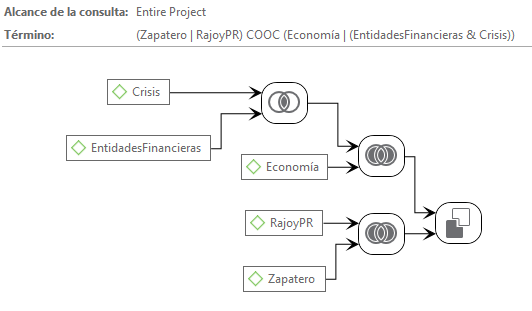 Alcance de la consulta: Entire Project
Término: (Zapatero | RajoyPR) COOC (Economía | (EntidadesFinancieras & Crisis))
Crisis
EntidadesFinancieras
Economía
RajoyPR
Zapatero